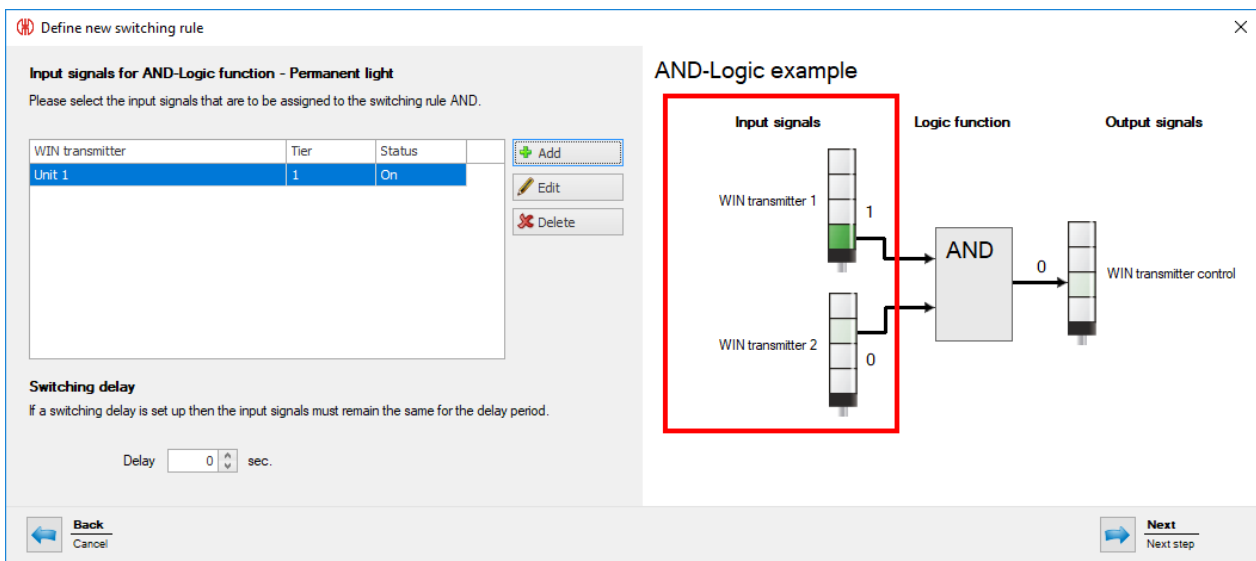 Define new switching rule
Input signals for AND-Logic function - Permanent light
Please select the input signals that are to be assigned to the switching rule AND.
WIN transmitter Tier Status
Unit 1 1 On
Add
Edit
Delete
Switching delay
If a switching delay is set up then the input signals must remain the same for the delay period.
Delay 0 sec.
AND-Logic example
Input signals Logic function Output signals
WIN transmitter 1
1
AND
0
WIN transmitter control
WIN transmitter 2
0
Back
Cancel
Next
Next step